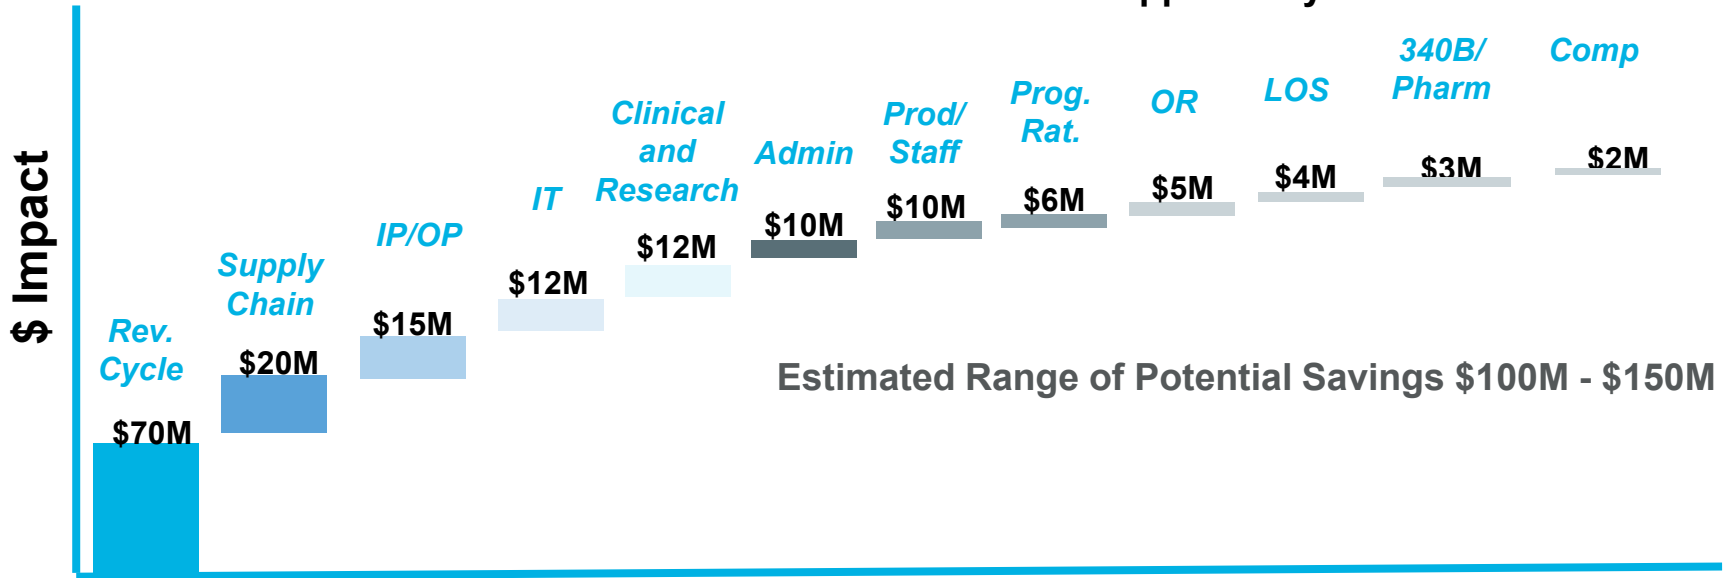 $ Impact
Rev.
Cycle
$70M
Supply
Chain
$20M
IP/OP
$15M
IT
$12M
Clinical
and
Research
$12M
Admin
$10M
Prod/
Staff
$10M
Prog.
Rat.
$6M
OR
$5M
LOS
$4M
340B/
Pharm
$3M
Comp
$2M
Estimated Range of Potential Savings $100M - $150M